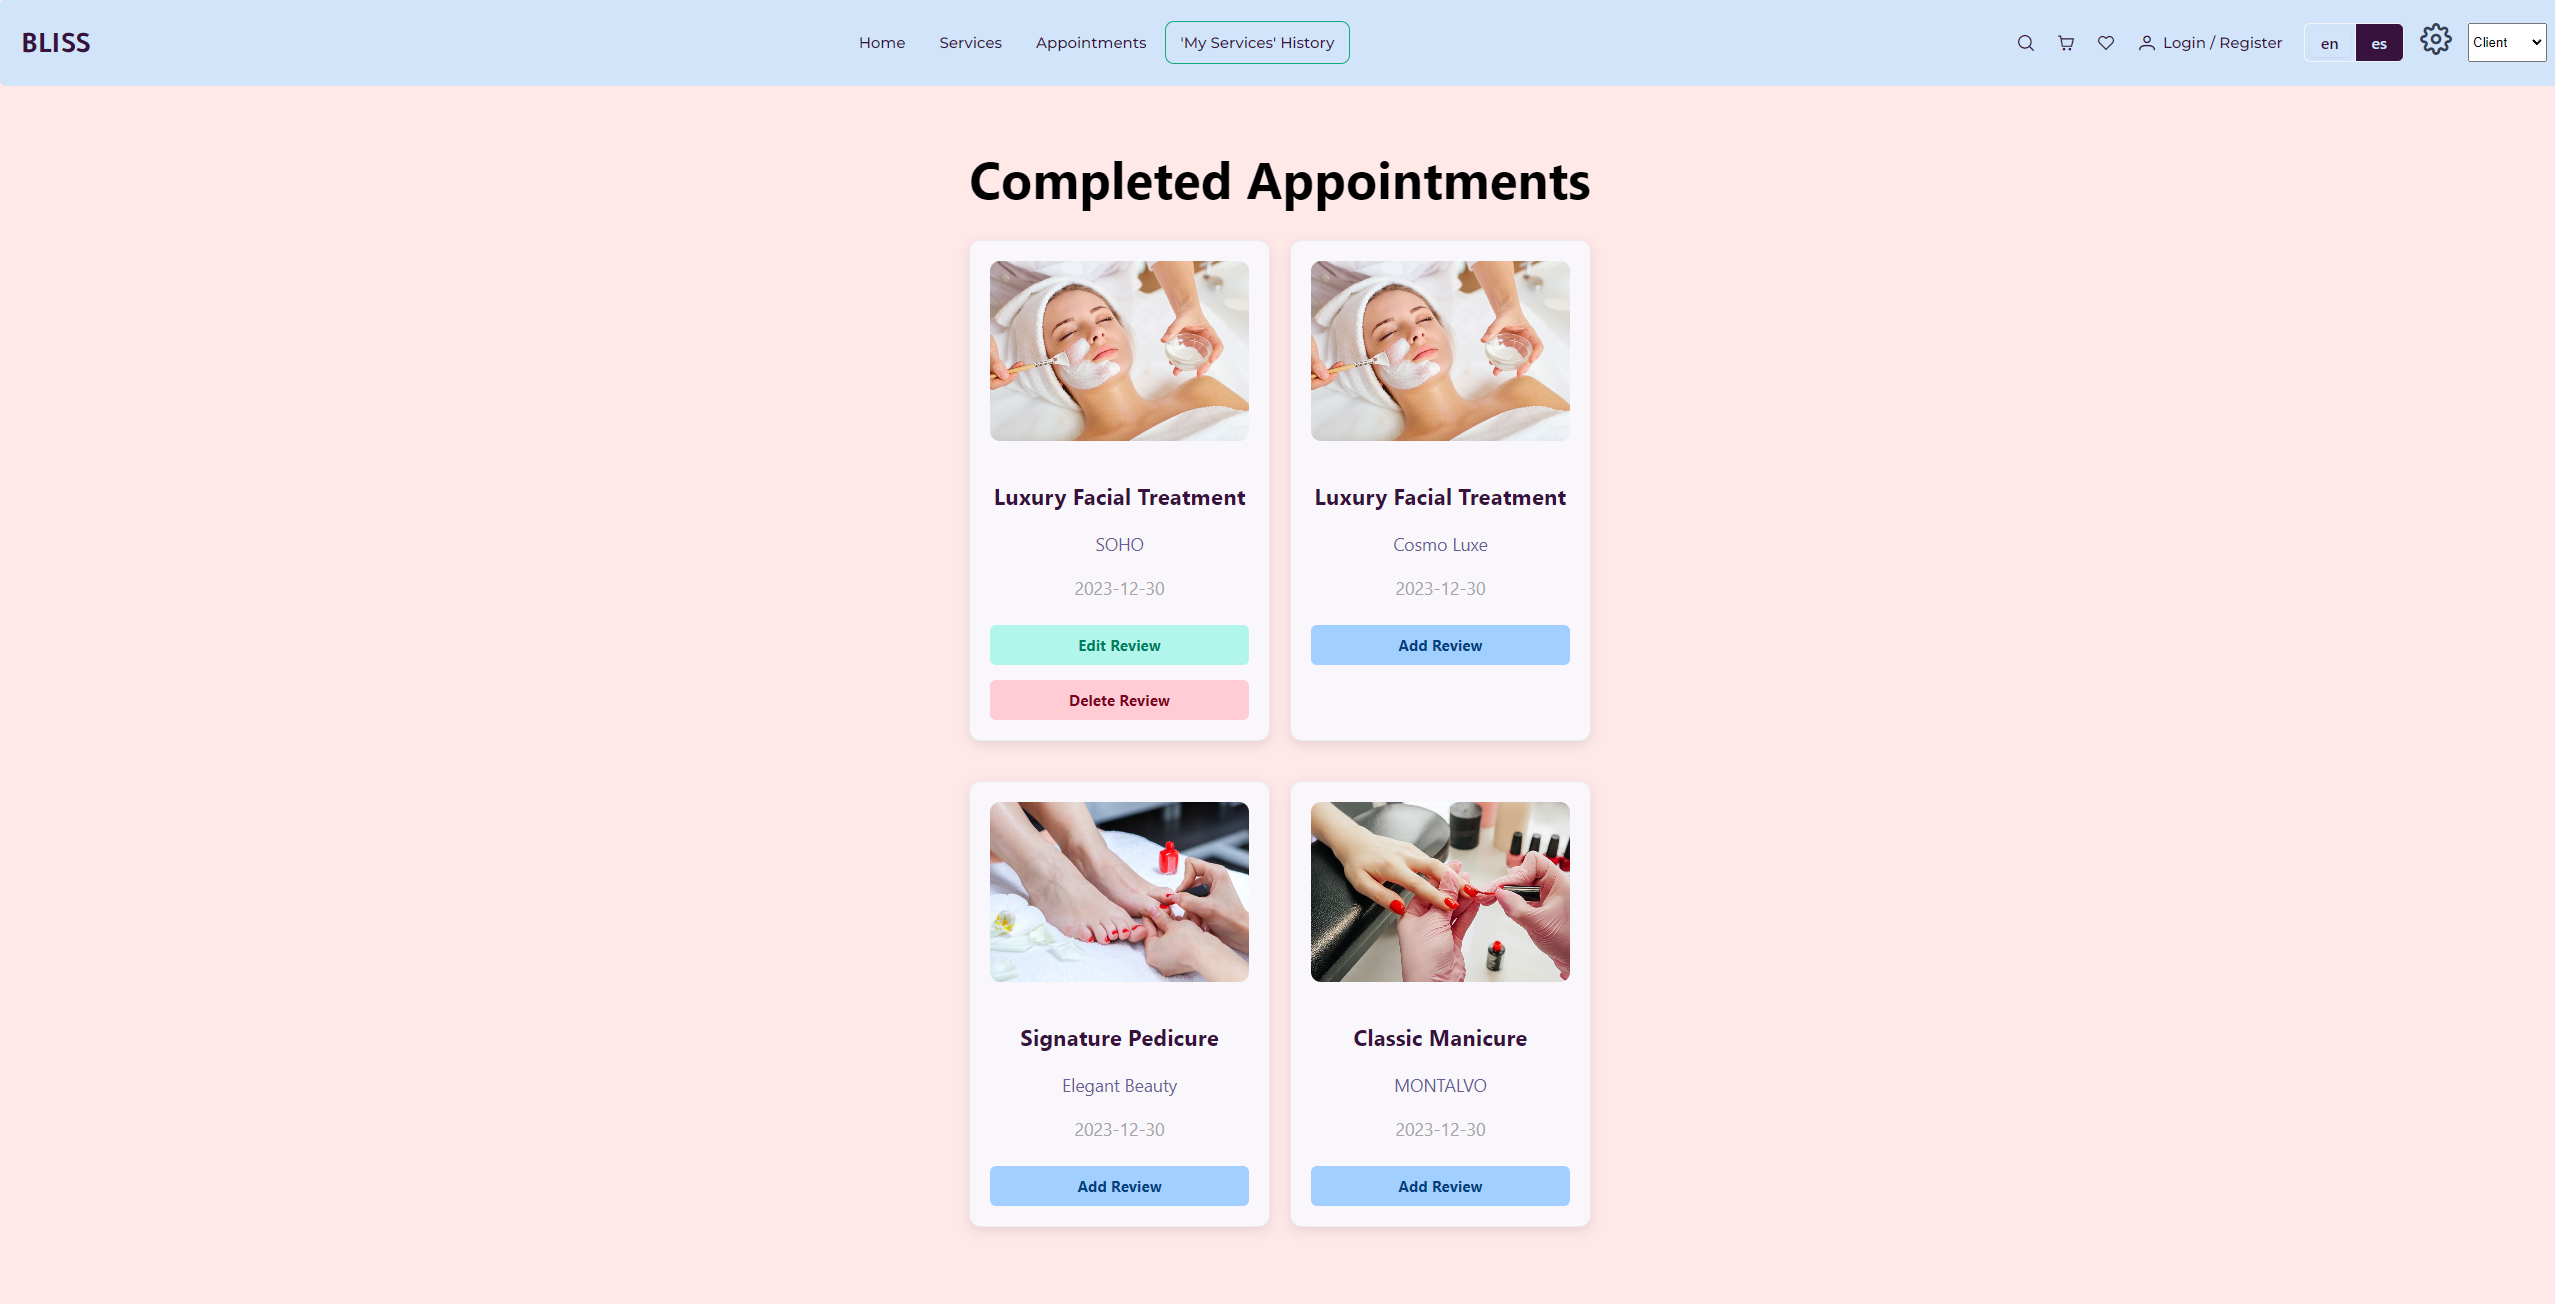 BLISS
Home Services Appointments 'My Services' History
Login / Register en es Client
Completed Appointments
Luxury Facial Treatment
SOHO
2023-12-30
Edit Review
Delete Review
Luxury Facial Treatment
Cosmo Luxe
2023-12-30
Add Review
Signature Pedicure
Elegant Beauty
2023-12-30
Add Review
Classic Manicure
MONTALVO
2023-12-30
Add Review